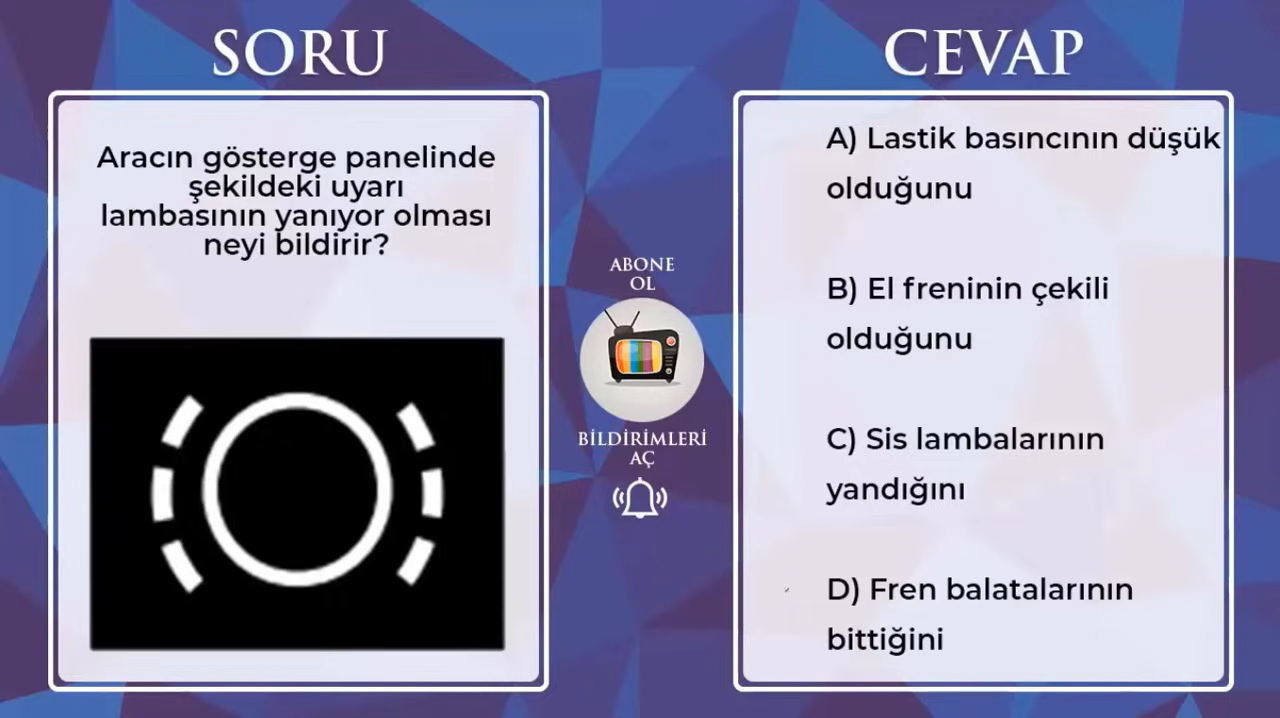 SORU
Aracın gösterge panelinde
şekildeki uyarı
lambasının yanıyor olması
neyi bildirir?
ABONE
OL
BİLDİRİMLERİ
AÇ
CEVAP
A) Lastik basıncının düşük
olduğunu
B) El freninin çekili
olduğunu
C) Sis lambalarının
yandığını
D) Fren balatalarının
bittiğini